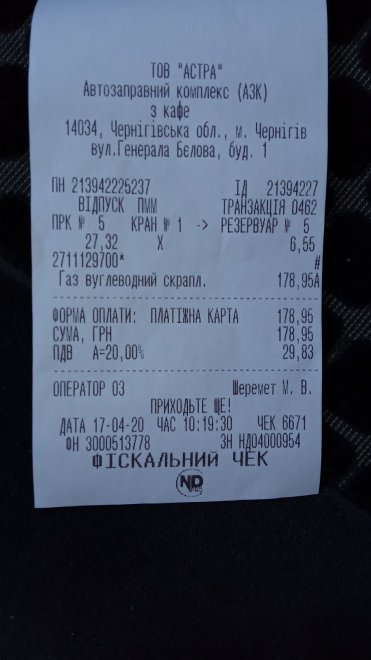 ТОВ "АСТРА"
Автозаправний комплекс (АЗК)
з кафе
14034, Чернігівська обл., м. Чернігів
вул.Генерала Бєлова, буд. 1
ПН 213942225237 ІД 21394227
ВІДПУСК ПММ ТРАНЗАКЦІЯ 0462
ПРК № 5 КРАН № 1 -> РЕЗЕРВУАР № 5
27,32 X 6,55
2711129700* #
Газ вуглеводний скрапл. 178,95А
ФОРМА ОПЛАТИ: ПЛАТІЖНА КАРТА 178,95
СУМА, ГРН 178,95
ПДВ А=20,00% 29,83
ОПЕРАТОР 03 Шеремет М. В.
ПРИХОДЬТЕ ЩЕ!
ДАТА 17-04-20 ЧАС 10:19:30 ЧЕК 6671
ФН 3000513778 ЗН НД04000954
ФІСКАЛЬНИЙ ЧЕК
ND